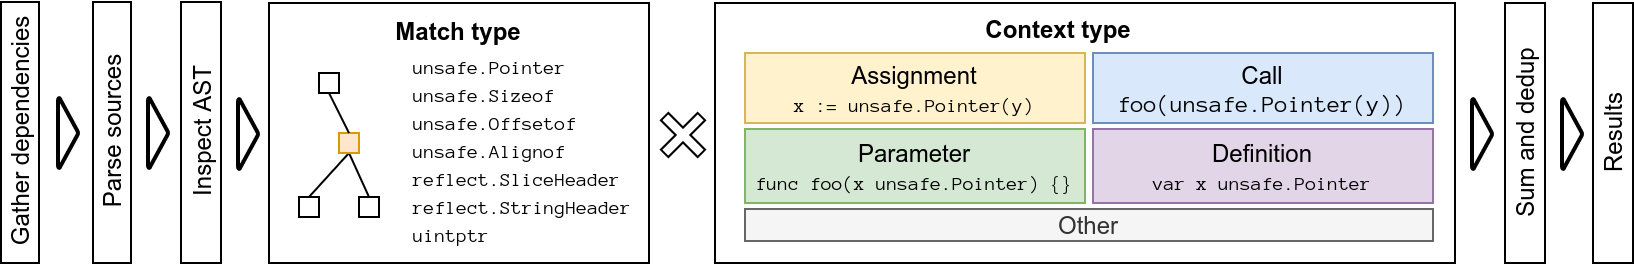 Gather dependencies
Parse sources
Inspect AST
Match type
unsafe.Pointer
unsafe.Sizeof
unsafe.Offsetof
unsafe.Alignof
reflect.SliceHeader
reflect.StringHeader
uintptr
Context type
Assignment
x := unsafe.Pointer(y)
Call
foo(unsafe.Pointer(y))
Parameter
func foo(x unsafe.Pointer) {}
Definition
var x unsafe.Pointer
Other
Sum and dedup
Results